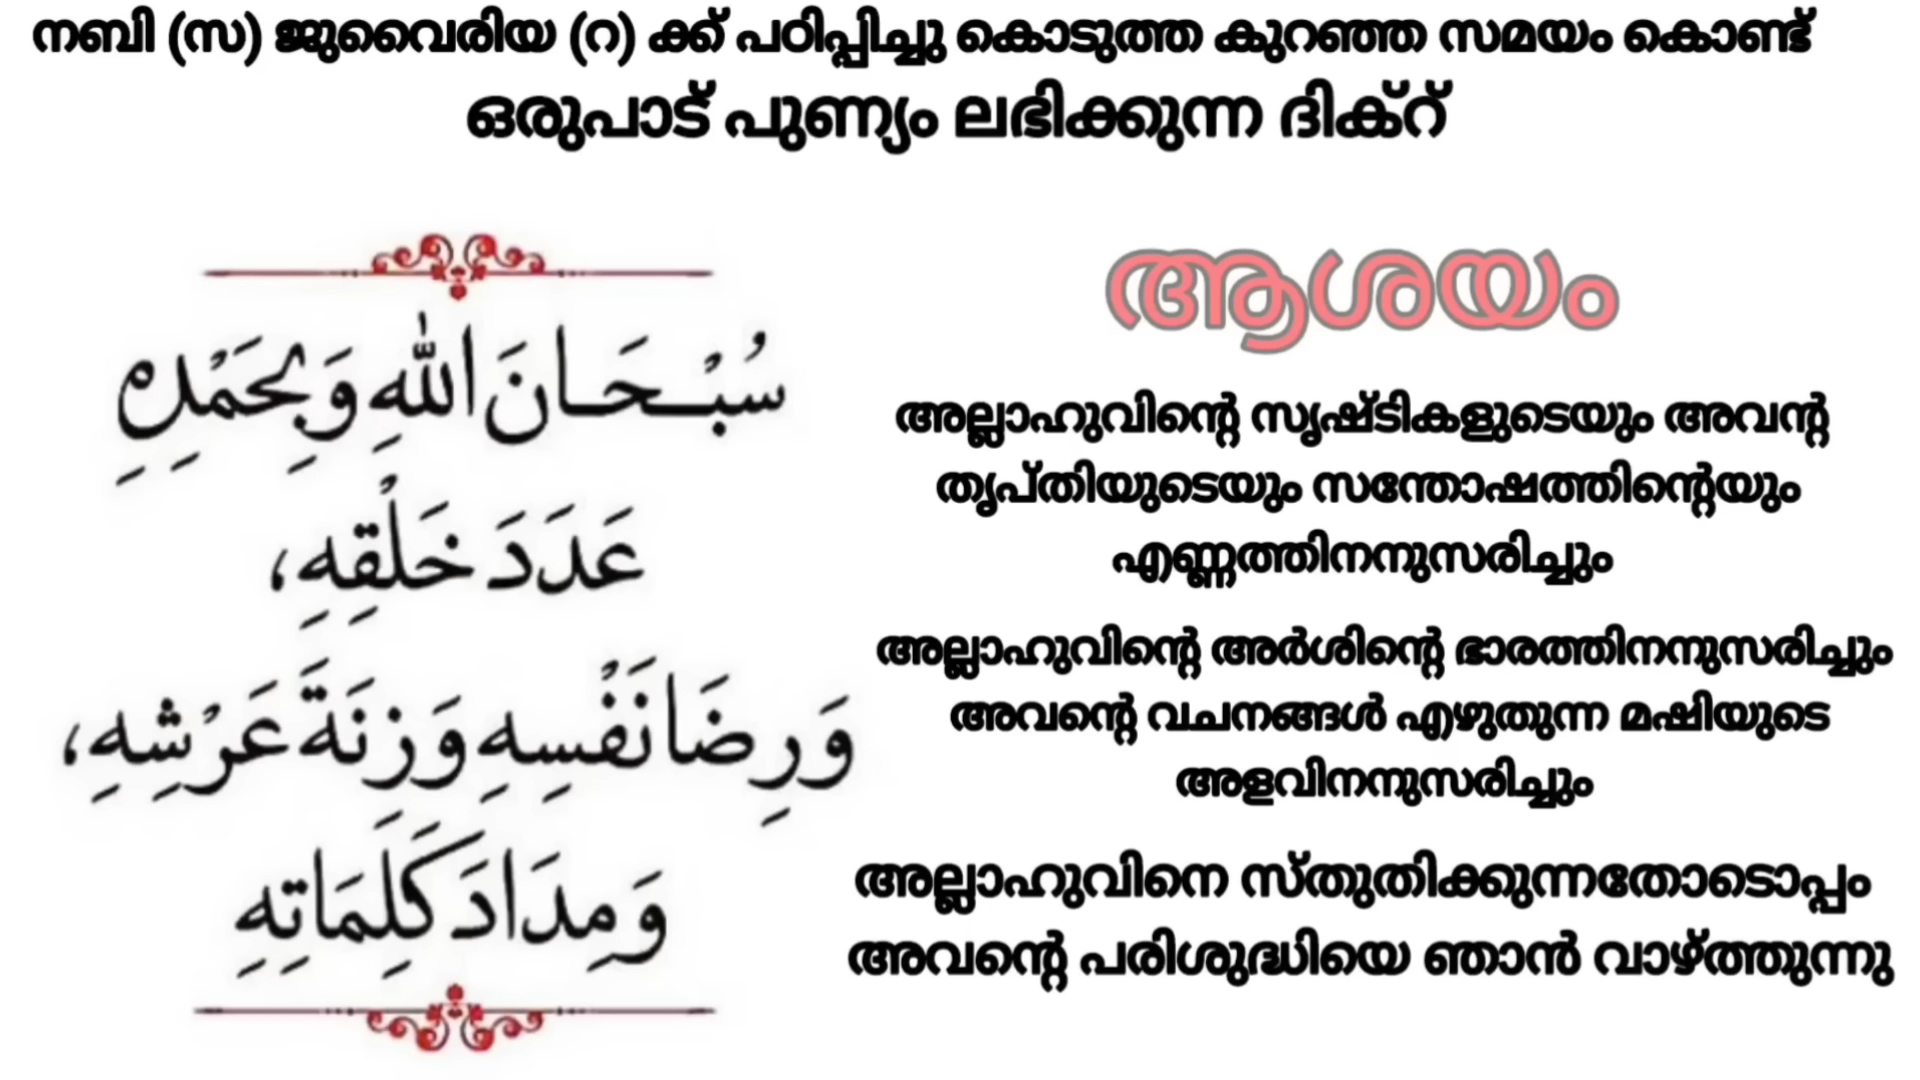 നബി (സ) ജുവൈരിയ (റ) ക്ക് പഠിപ്പിച്ചു കൊടുത്ത കുറഞ്ഞ സമയം കൊണ്ട്
ഒരുപാട് പുണ്യം ലഭിക്കുന്ന ദിക്റ്
سُبْحَانَ اللّٰهِ وَبِحَمْدِهِ
عَدَدَ خَلْقِهِ،
وَرِضَا نَفْسِهِ وَزِنَةَ عَرْشِهِ،
وَمِدَادَ كَلِمَاتِهِ
ആശയം
അല്ലാഹുവിന്റെ സൃഷ്ടികളുടെയും അവന്റ
തൃപ്തിയുടെയും സന്തോഷത്തിന്റെയും
എണ്ണത്തിനനുസരിച്ചും
അല്ലാഹുവിന്റെ അർശിന്റെ ഭാരത്തിനനുസരിച്ചും
അവന്റെ വചനങ്ങൾ എഴുതുന്ന മഷിയുടെ
അളവിനനുസരിച്ചും
അല്ലാഹുവിനെ സ്തുതിക്കുന്നതോടൊപ്പം
അവന്റെ പരിശുദ്ധിയെ ഞാൻ വാഴ്ത്തുന്നു